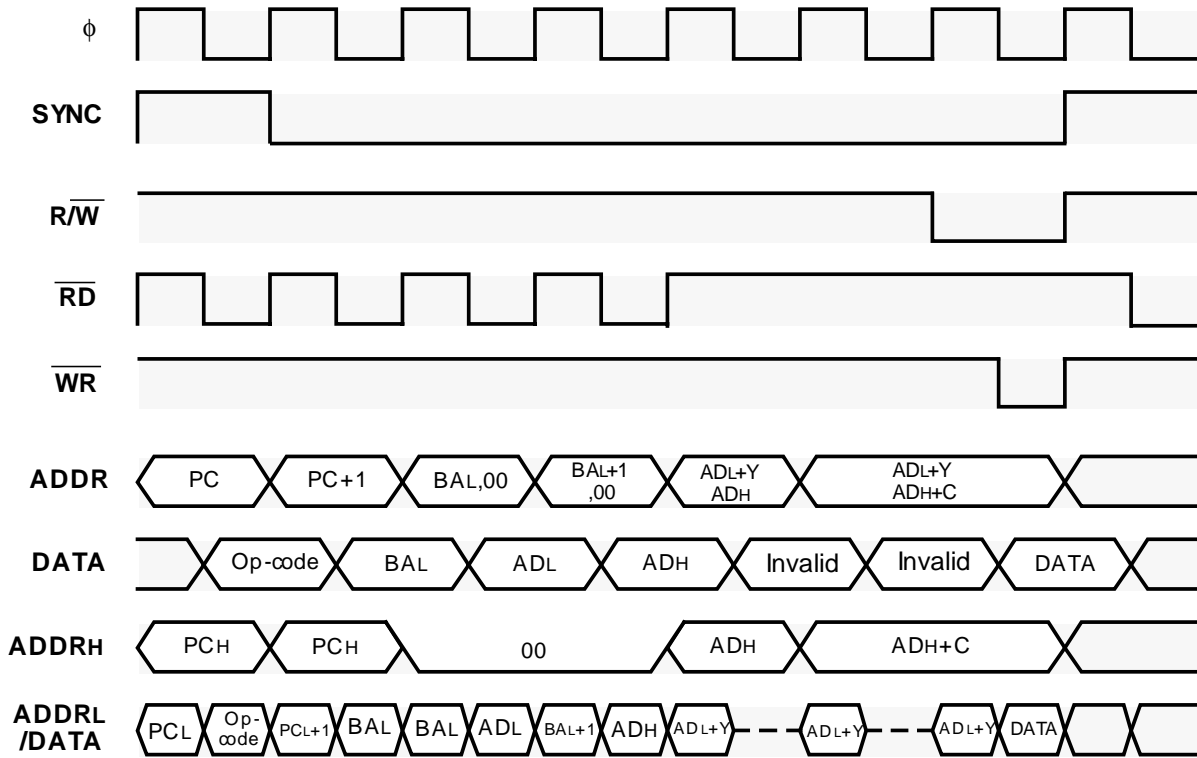 ϕ
SYNC
R/W
RD
WR
ADDR
PC
PC+1
BAL,00
BAL+1
,00
ADL+Y
ADH
ADL+Y
ADH+C
DATA
Op-code
BAL
ADL
ADH
Invalid
Invalid
DATA
ADDRH
PCH
PCH
00
ADH
ADH+C
ADDRL
/DATA
PCL
Op-
code
PCL+1
BAL
BAL
ADL
BAL+1
ADH
ADL+Y
ADL+Y
ADL+Y
DATA